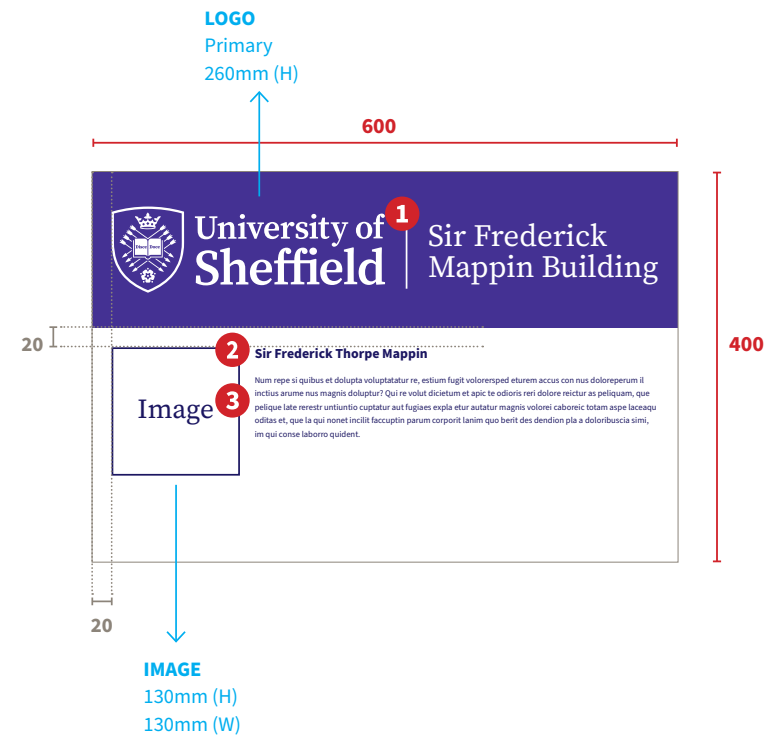 LOGO
Primary
260mm (H)
600
University of
Sheffield
1
Sir Frederick
Mappin Building
Disce Doce
20
400
2
Sir Frederick Thorpe Mappin
Num repe si quibus et dolupta voluptatatur re, estium fugit volorersped eturem accus con nus doloreperum il
inctius arume nus magnis doluptur? Qui re volut dicietum et apic te odioris reri dolore reictur as peliquam, que
pelique late rerestr untiuntio cuptatur aut fugiaes expla etur autatur magnis volorei caboreic totam aspe laceaqu
oditas et, que la qui nonet incilit faccuptin parum corporit lanim quo berit des dendion pla a doloribuscia simi,
im qui conse laborro quident.
Image
3
20
IMAGE
130mm (H)
130mm (W)